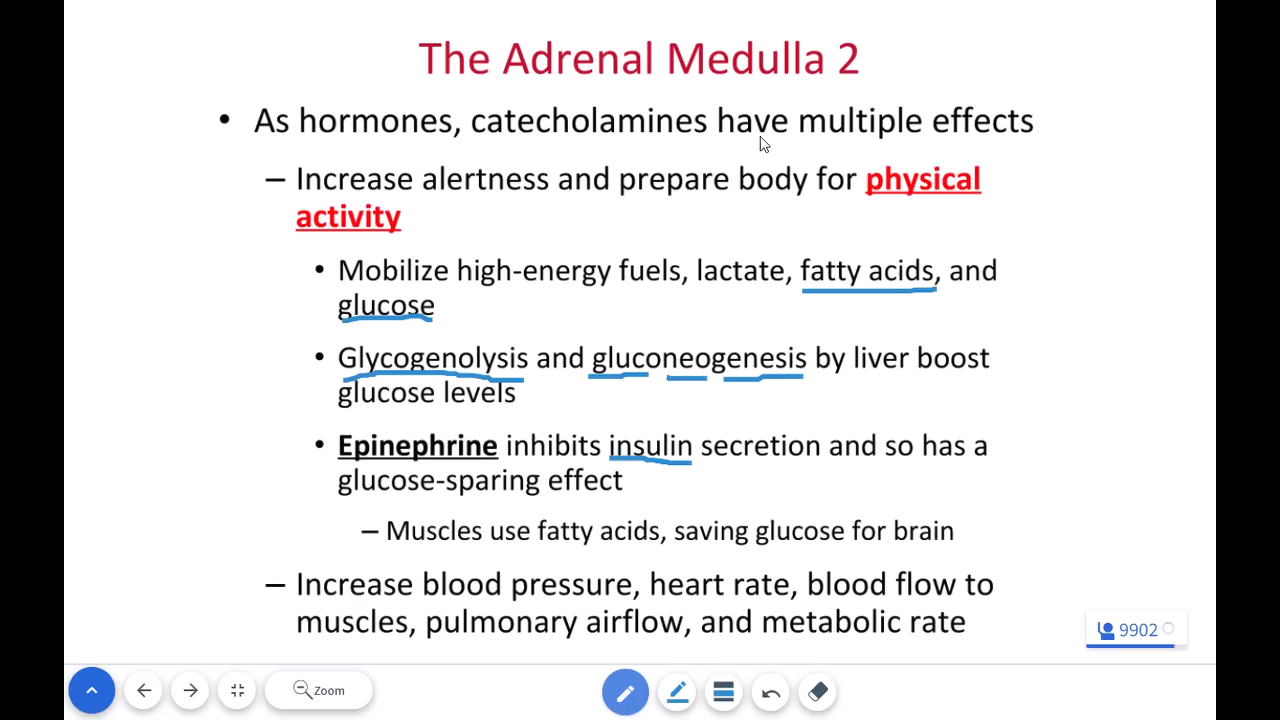 The Adrenal Medulla 2
• As hormones, catecholamines have multiple effects
– Increase alertness and prepare body for physical
activity
• Mobilize high-energy fuels, lactate, fatty acids, and
glucose
• Glycogenolysis and gluconeogenesis by liver boost
glucose levels
• Epinephrine inhibits insulin secretion and so has a
glucose-sparing effect
– Muscles use fatty acids, saving glucose for brain
– Increase blood pressure, heart rate, blood flow to
muscles, pulmonary airflow, and metabolic rate
9902
Zoom